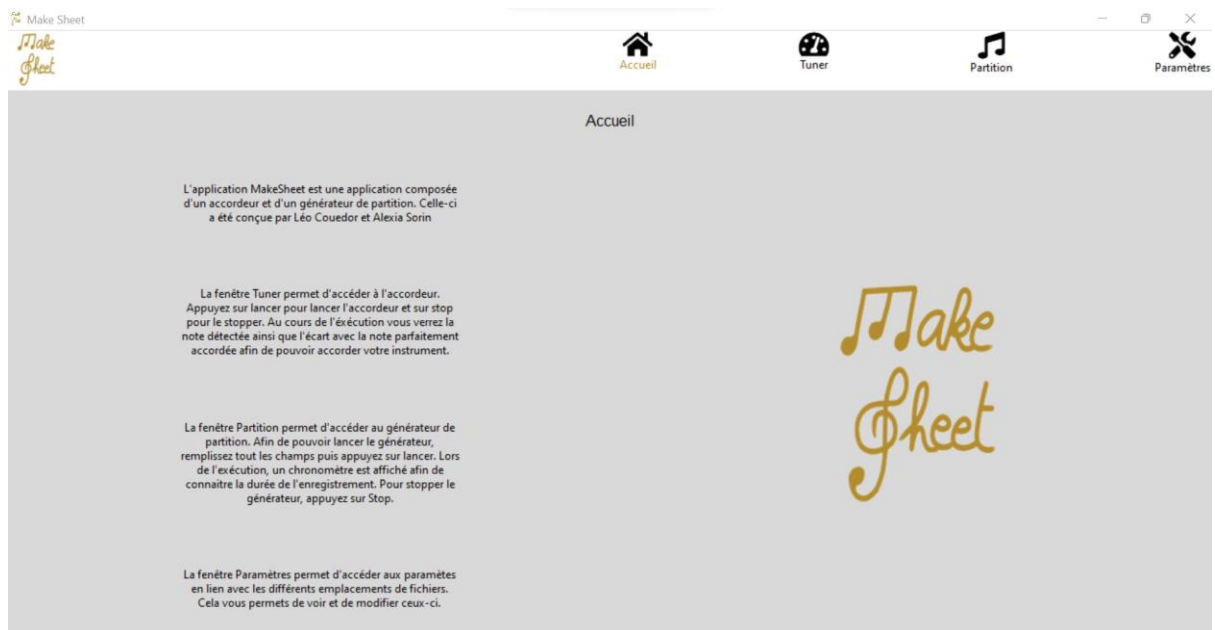 Make Sheet
Make
Sheet
Accueil
Tuner
Partition
Paramètres
Accueil
L'application MakeSheet est une application composée
d'un accordeur et d'un générateur de partition. Celle-ci
a été conçue par Léo Couedor et Alexia Sorin
La fenêtre Tuner permet d'accéder à l'accordeur.
Appuyez sur lancer pour lancer l'accordeur et sur stop
pour le stopper. Au cours de l'éxécution vous verrez la
note détectée ainsi que l'écart avec la note parfaitement
accordée afin de pouvoir accorder votre instrument.
La fenêtre Partition permet d'accéder au générateur de
partition. Afin de pouvoir lancer le générateur,
remplissez tout les champs puis appuyez sur lancer. Lors
de l'exécution, un chronomètre est affiché afin de
connaitre la durée de l'enregistrement. Pour stopper le
générateur, appuyez sur Stop.
La fenêtre Paramètres permet d'accéder aux paramètes
en lien avec les différents emplacements de fichiers.
Cela vous permets de voir et de modifier ceux-ci.
Make
Sheet